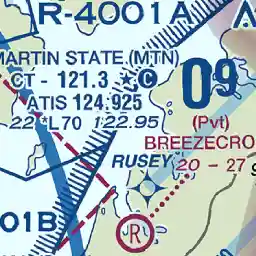 R-4001A
MARTIN STATE (MTN)
CT - 121.3 ★ C
ATIS 124.925
22 *L 70 122.95
09
(Pvt)
BREEZECRO
RUSEY 20 - 27
01B
R